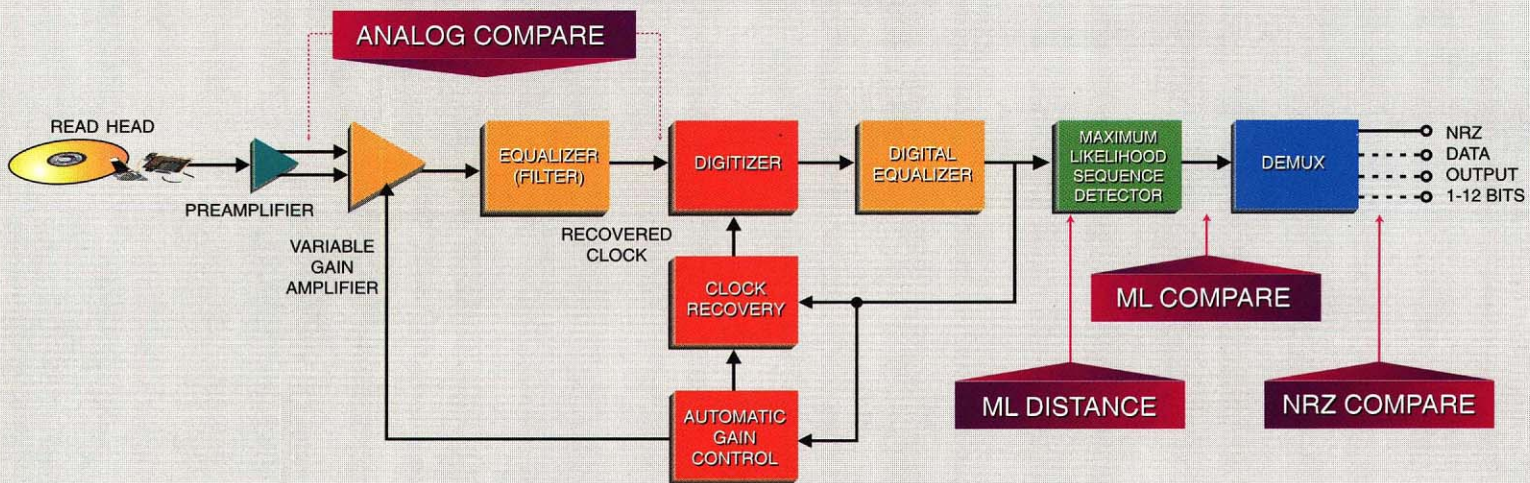 ANALOG COMPARE
READ HEAD
PREAMPLIFIER
VARIABLE
GAIN
AMPLIFIER
EQUALIZER
(FILTER)
DIGITIZER
RECOVERED
CLOCK
CLOCK
RECOVERY
AUTOMATIC
GAIN
CONTROL
DIGITAL
EQUALIZER
MAXIMUM
LIKELIHOOD
SEQUENCE
DETECTOR
DEMUX
NRZ
DATA
OUTPUT
1-12 BITS
ML COMPARE
ML DISTANCE
NRZ COMPARE